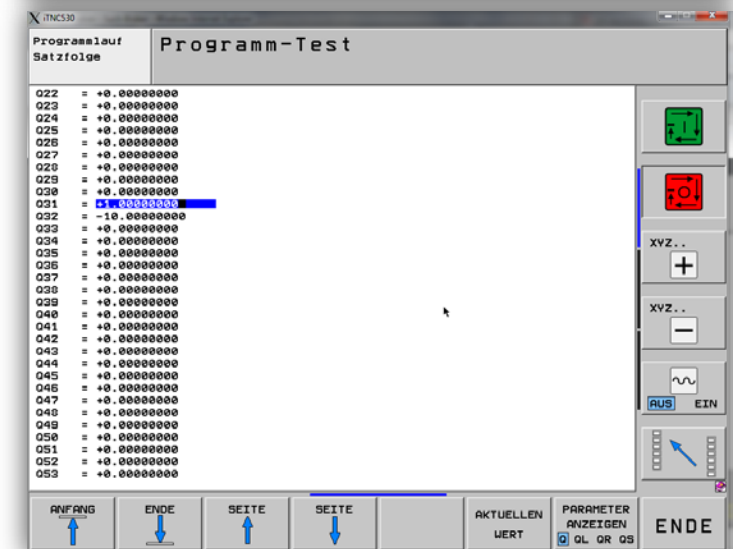 iTNC530
Programmlauf
Satzfolge
Programm-Test
Q22 = +0.00000000
Q23 = +0.00000000
Q24 = +0.00000000
Q25 = +0.00000000
Q26 = +0.00000000
Q27 = +0.00000000
Q28 = +0.00000000
Q29 = +0.00000000
Q30 = +0.00000000
Q31 = +1.00000000
Q32 = -10.00000000
Q33 = +0.00000000
Q34 = +0.00000000
Q35 = +0.00000000
Q36 = +0.00000000
Q37 = +0.00000000
Q38 = +0.00000000
Q39 = +0.00000000
Q40 = +0.00000000
Q41 = +0.00000000
Q42 = +0.00000000
Q43 = +0.00000000
Q44 = +0.00000000
Q45 = +0.00000000
Q46 = +0.00000000
Q47 = +0.00000000
Q48 = +0.00000000
Q49 = +0.00000000
Q50 = +0.00000000
Q51 = +0.00000000
Q52 = +0.00000000
Q53 = +0.00000000
XYZ..
+
XYZ..
−
AUS EIN
ANFANG
ENDE
SEITE
SEITE
AKTUELLEN
WERT
PARAMETER
ANZEIGEN
Q QL QR QS
ENDE